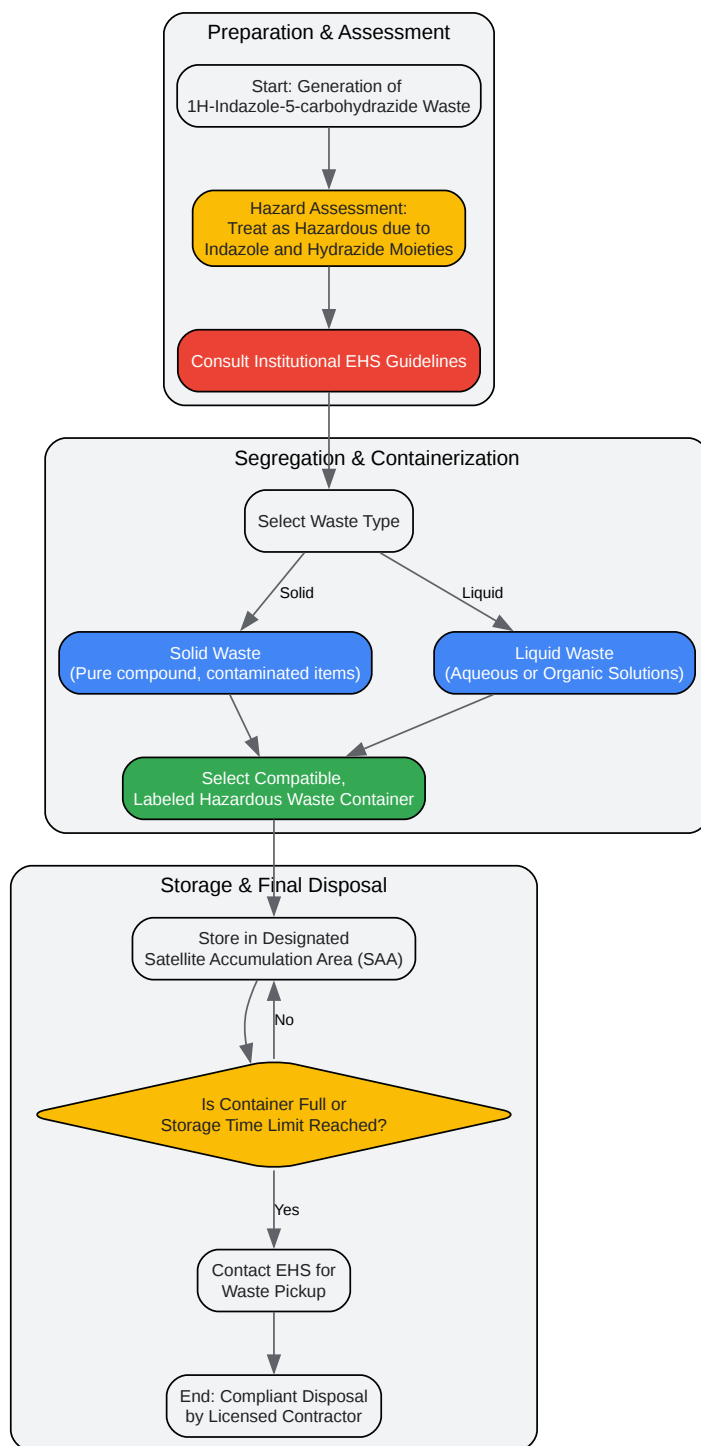 Preparation & Assessment
Start: Generation of
1H-Indazole-5-carbohydrazide Waste
Hazard Assessment:
Treat as Hazardous due to
Indazole and Hydrazide Moieties
Consult Institutional EHS Guidelines
Segregation & Containerization
Select Waste Type
Solid
Liquid
Solid Waste
(Pure compound, contaminated items)
Liquid Waste
(Aqueous or Organic Solutions)
Select Compatible,
Labeled Hazardous Waste Container
Storage & Final Disposal
Store in Designated
Satellite Accumulation Area (SAA)
No
Is Container Full or
Storage Time Limit Reached?
Yes
Contact EHS for
Waste Pickup
End: Compliant Disposal
by Licensed Contractor